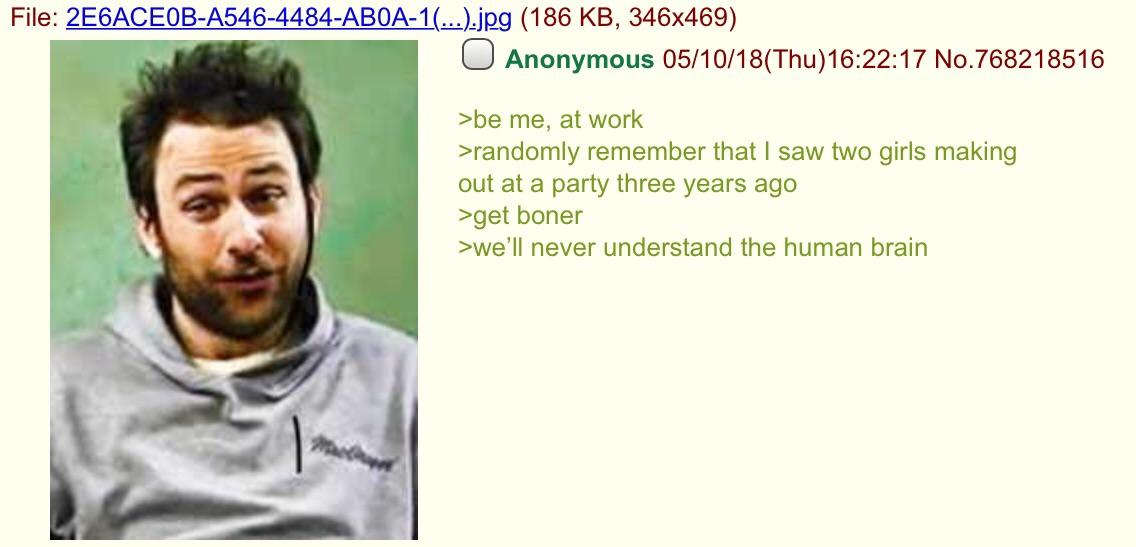 File: 2E6ACE0B-A546-4484-AB0A-1(...).jpg (186 KB, 346x469)
Anonymous 05/10/18(Thu)16:22:17 No.768218516
>be me, at work
>randomly remember that I saw two girls making
out at a party three years ago
>get boner
>we’ll never understand the human brain